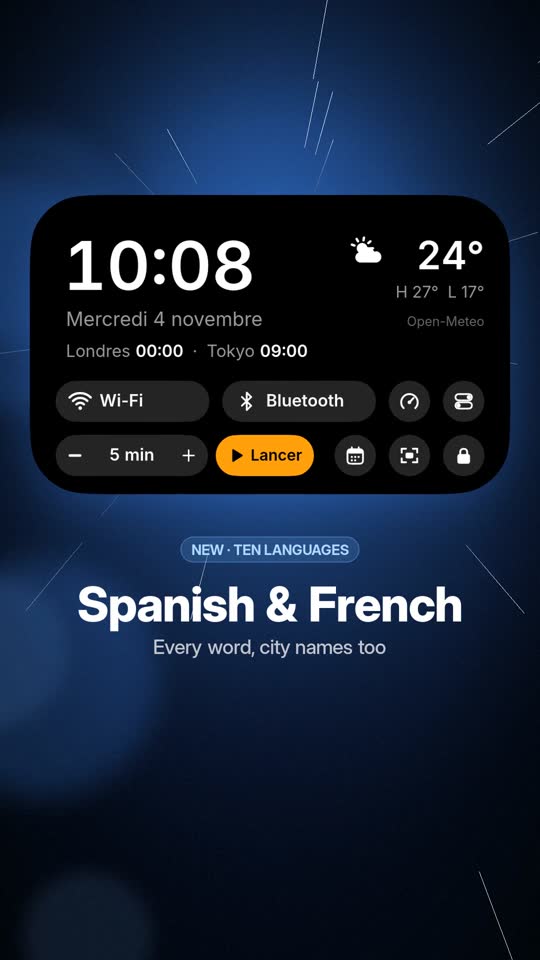 10:08
24°
H 27° L 17°
Mercredi 4 novembre
Open-Meteo
Londres 00:00 · Tokyo 09:00
Wi-Fi
Bluetooth
− 5 min +
Lancer
NEW · TEN LANGUAGES
Spanish & French
Every word, city names too